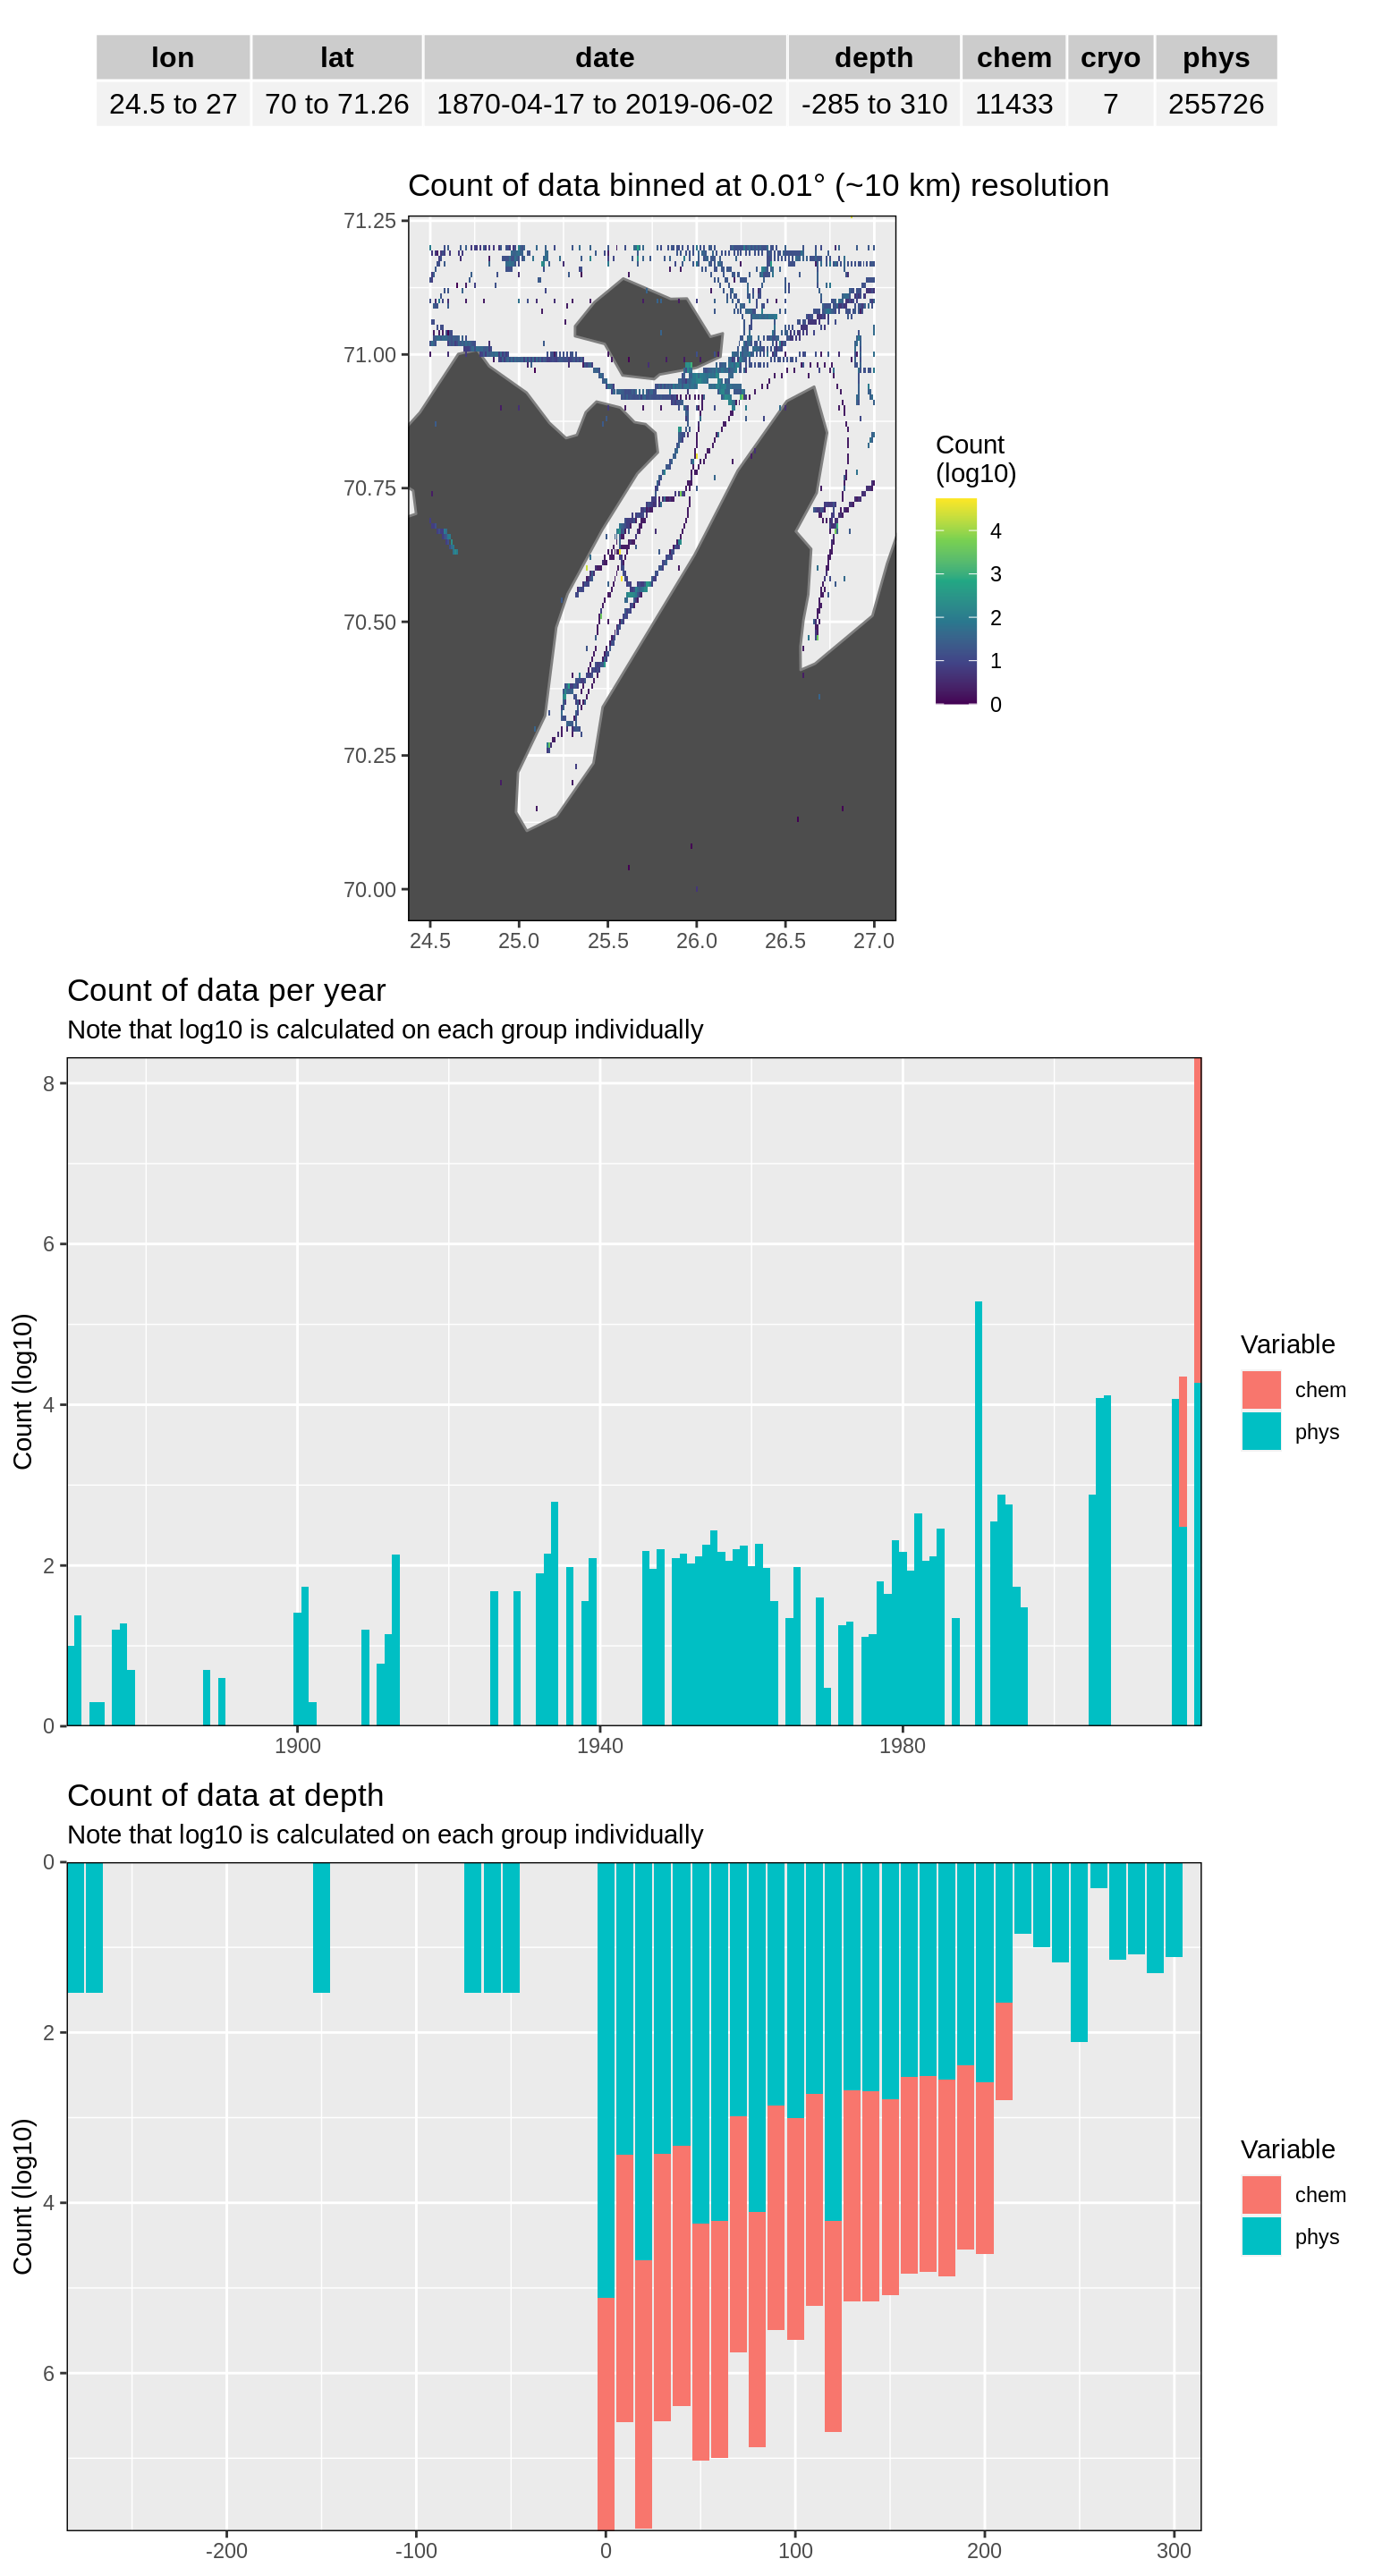 lon lat date depth chem cryo phys
24.5 to 27 70 to 71.26 1870-04-17 to 2019-06-02 -285 to 310 11433 7 255726
Count of data binned at 0.01° (~10 km) resolution
71.25
71.00
70.75
70.50
70.25
70.00
24.5 25.0 25.5 26.0 26.5 27.0
Count
(log10)
4
3
2
1
0
Count of data per year
Note that log10 is calculated on each group individually
Count (log10)
8
6
4
2
0
1900 1940 1980
Variable
chem
phys
Count of data at depth
Note that log10 is calculated on each group individually
Count (log10)
0
2
4
6
-200 -100 0 100 200 300
Variable
chem
phys